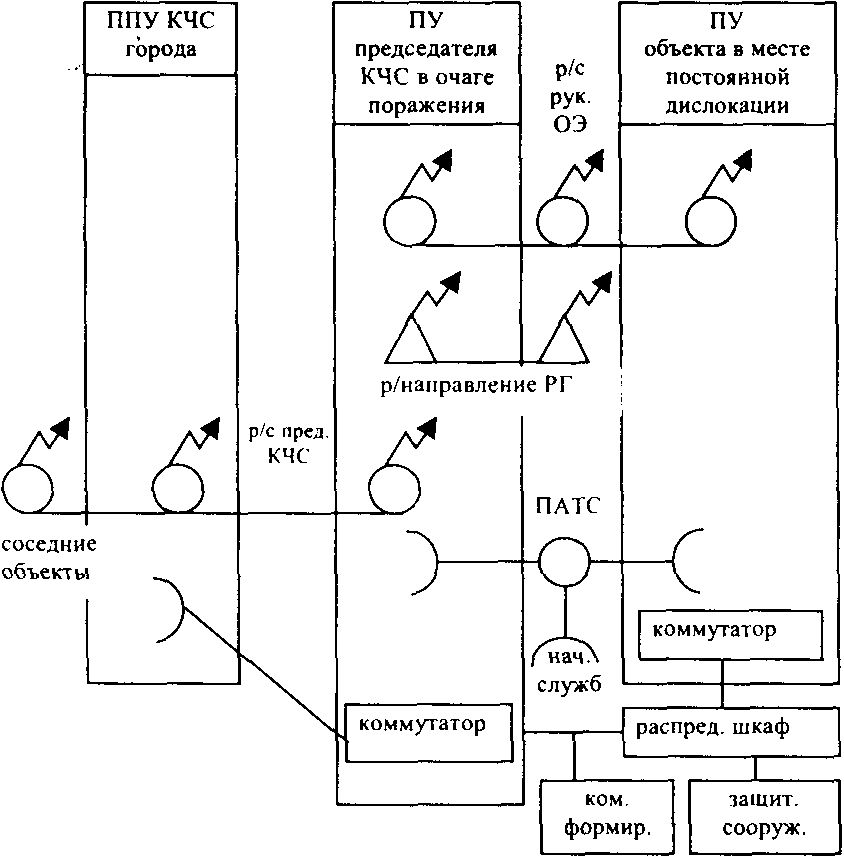 ППУ КЧС
города
ПУ
председателя
КЧС в очаге
поражения
р/с
рук.
ОЭ
ПУ
объекта в месте
постоянной
дислокации
р/направление РГ
р/с пред.
КЧС
соседние
объекты
ПАТС
нач.
служб
коммутатор
коммутатор
распред. шкаф
ком.
формир.
защит.
сооруж.